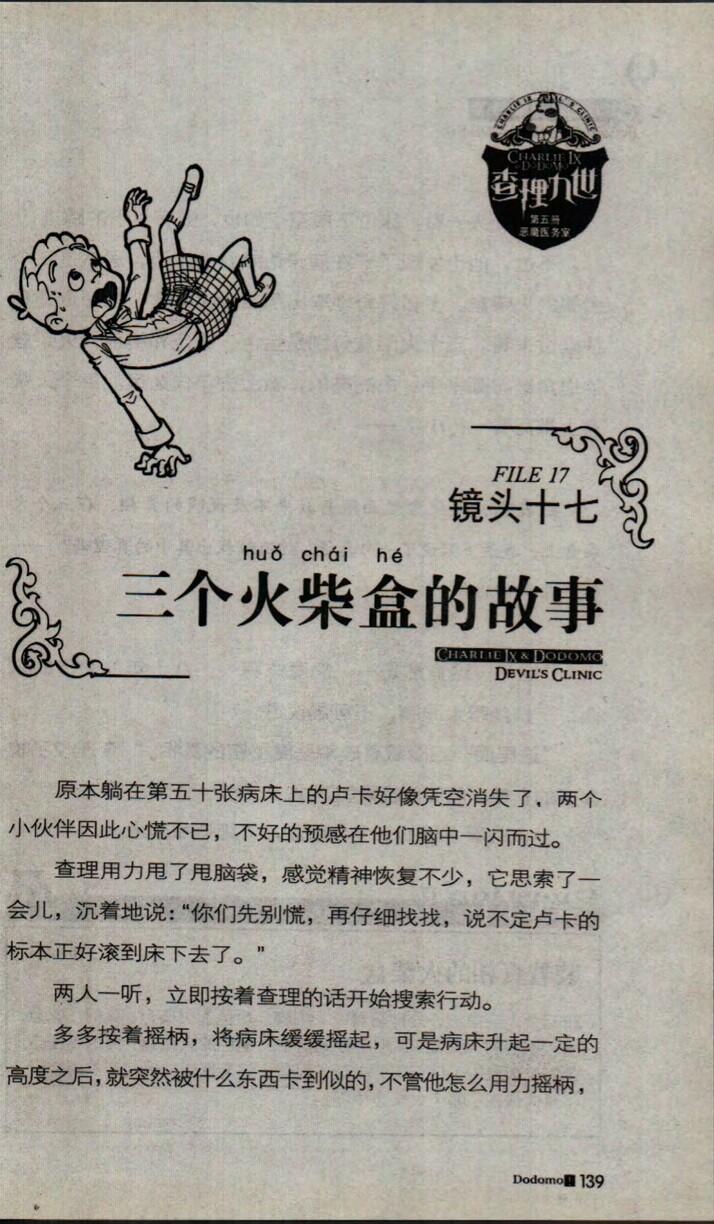 CHARLIE IX DEVIL'S CLINIC
CHARLIE IX
& DODOMO
查理九世
第五册
恶魔医务室
FILE 17
镜头十七
huǒ chái hé
三个火柴盒的故事
CHARLIE IX & DODOMO
DEVIL'S CLINIC
原本躺在第五十张病床上的卢卡好像凭空消失了，两个
小伙伴因此心慌不已，不好的预感在他们脑中一闪而过。
查理用力甩了甩脑袋，感觉精神恢复不少，它思索了一
会儿，沉着地说：“你们先别慌，再仔细找找，说不定卢卡的
标本正好滚到床下去了。”
两人一听，立即按着查理的话开始搜索行动。
多多按着摇柄，将病床缓缓摇起，可是病床升起一定的
高度之后，就突然被什么东西卡到似的，不管他怎么用力摇柄，
Dodomo 139